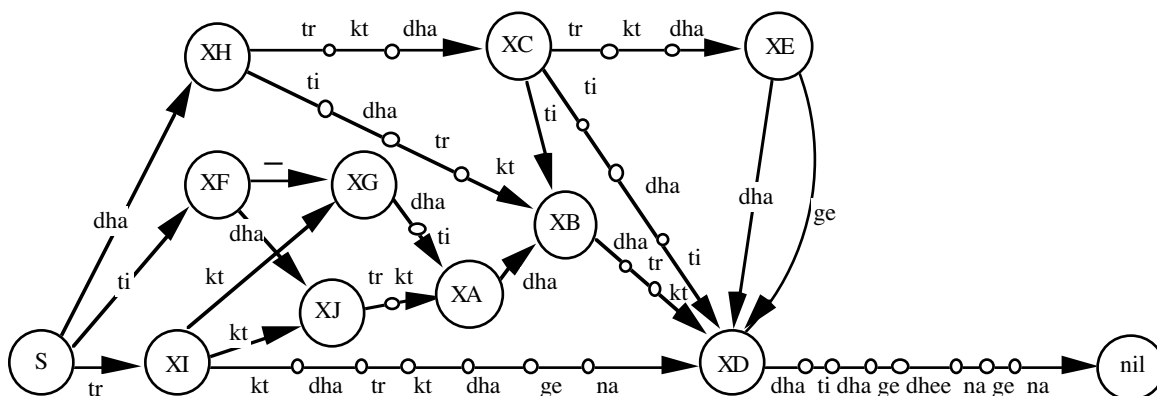 tr kt dha tr kt dha
XH XC XE
ti ti
dha ti
tr kt dha
XF – XG dha
dha dha XB ge
dha ti dha
tr
ti kt tr kt dha ti kt
XJ XA
kt
S XI XD nil
tr kt dha tr kt dha ge na dha ti dha ge dhee na ge na